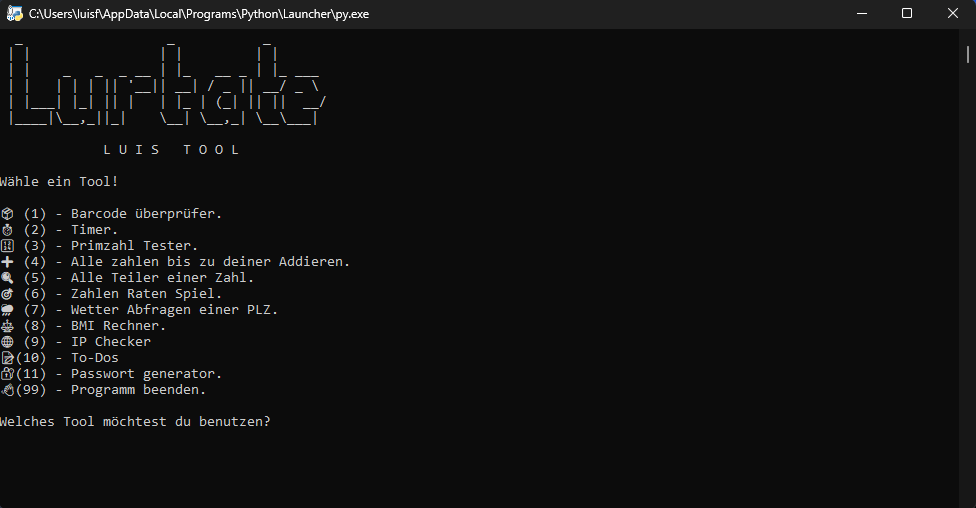 C:\Users\luisf\AppData\Local\Programs\Python\Launcher\py.exe
L U I S   T O O L
Wähle ein Tool!
(1) - Barcode überprüfer.
(2) - Timer.
(3) - Primzahl Tester.
(4) - Alle zahlen bis zu deiner Addieren.
(5) - Alle Teiler einer Zahl.
(6) - Zahlen Raten Spiel.
(7) - Wetter Abfragen einer PLZ.
(8) - BMI Rechner.
(9) - IP Checker
(10) - To-Dos
(11) - Passwort generator.
(99) - Programm beenden.
Welches Tool möchtest du benutzen?